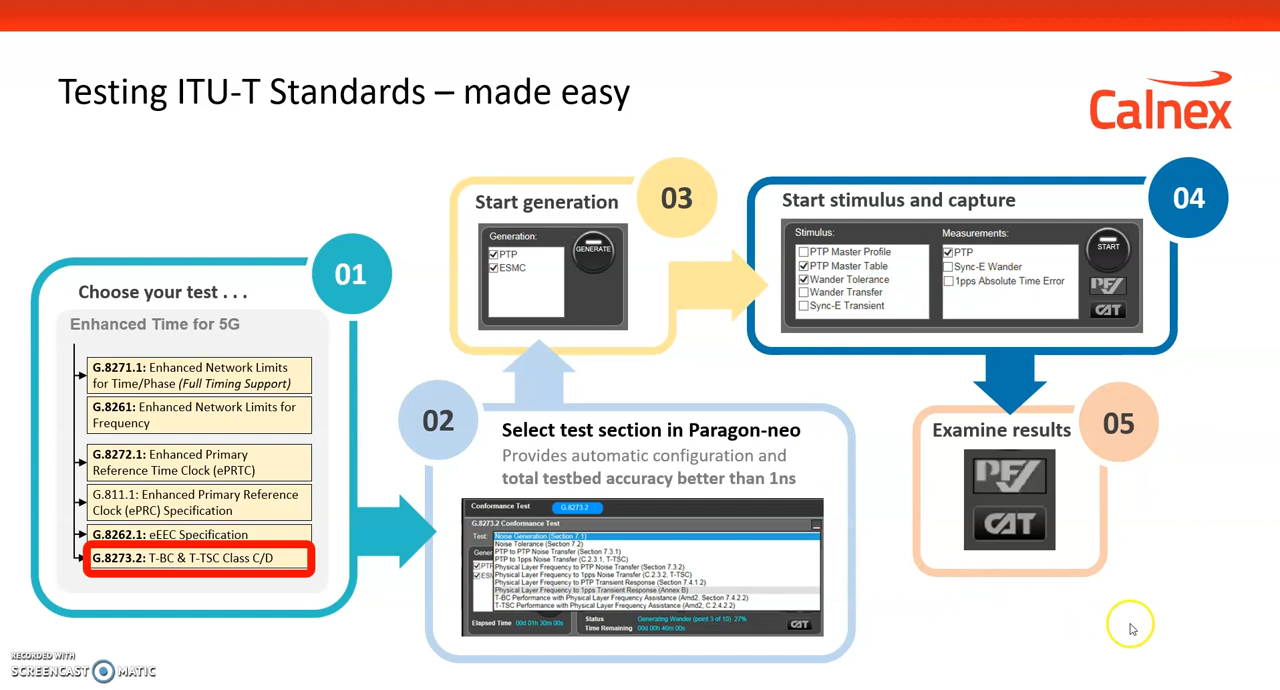 Testing ITU-T Standards – made easy
Calnex
01
Choose your test . . .
Enhanced Time for 5G
G.8271.1: Enhanced Network Limits
for Time/Phase (Full Timing Support)
G.8261: Enhanced Network Limits for
Frequency
G.8272.1: Enhanced Primary
Reference Time Clock (ePRTC)
G.811.1: Enhanced Primary Reference
Clock (ePRC) Specification
G.8262.1: eEEC Specification
G.8273.2: T-BC & T-TSC Class C/D
02
Select test section in Paragon-neo
Provides automatic configuration and
total testbed accuracy better than 1ns
Conformance Test
G.8273.2
G.8273.2 Conformance Test
Test:
Noise Generation (Section 7.1)
Noise Tolerance (Section 7.2)
PTP to PTP Noise Transfer (Section 7.3.1)
PTP to 1pps Noise Transfer (C.2.3.1, T-TSC)
Physical Layer Frequency to PTP Noise Transfer (Section 7.3.2)
Physical Layer Frequency to 1pps Noise Transfer (C.2.3.2, T-TSC)
Physical Layer Frequency to PTP Transient Response (Section 7.4.1.2)
Physical Layer Frequency to 1pps Transient Response (Annex B)
T-BC Performance with Physical Layer Frequency Assistance (Amd2, Section 7.4.2.2)
T-TSC Performance with Physical Layer Frequency Assistance (Amd2, C.2.4.2.2)
Elapsed Time 00d 01h 30m 00s
Status Generating Wander (point 3 of 10) 27%
Time Remaining 00d 00h 46m 00s
CAT
03
Start generation
Generation:
PTP
ESMC
GENERATE
04
Start stimulus and capture
Stimulus:
PTP Master Profile
PTP Master Table
Wander Tolerance
Wander Transfer
Sync-E Transient
Measurements:
PTP
Sync-E Wander
1pps Absolute Time Error
START
PFV
CAT
05
Examine results
PFV
CAT
RECORDED WITH
SCREENCAST MATIC